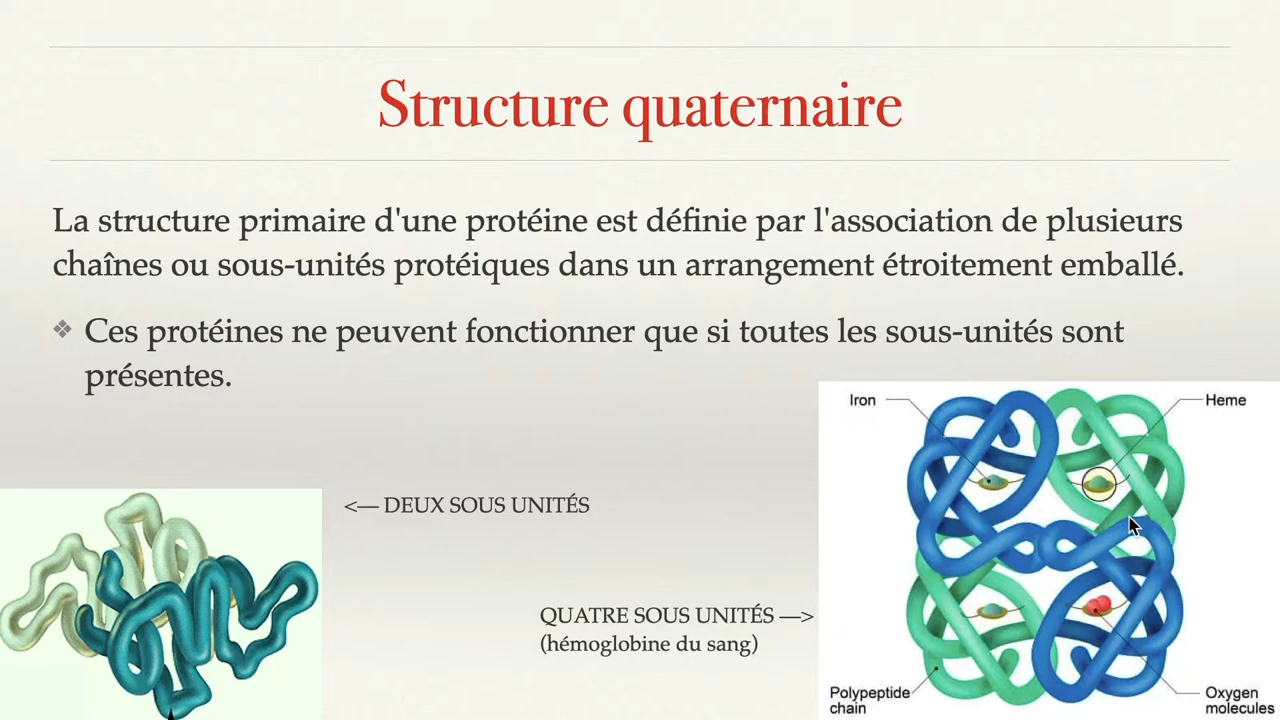 Structure quaternaire
La structure primaire d'une protéine est définie par l'association de plusieurs
chaînes ou sous-unités protéiques dans un arrangement étroitement emballé.
❖ Ces protéines ne peuvent fonctionner que si toutes les sous-unités sont
présentes.
Iron
Heme
<— DEUX SOUS UNITÉS
QUATRE SOUS UNITÉS —>
(hémoglobine du sang)
Polypeptide
chain
Oxygen
molecules